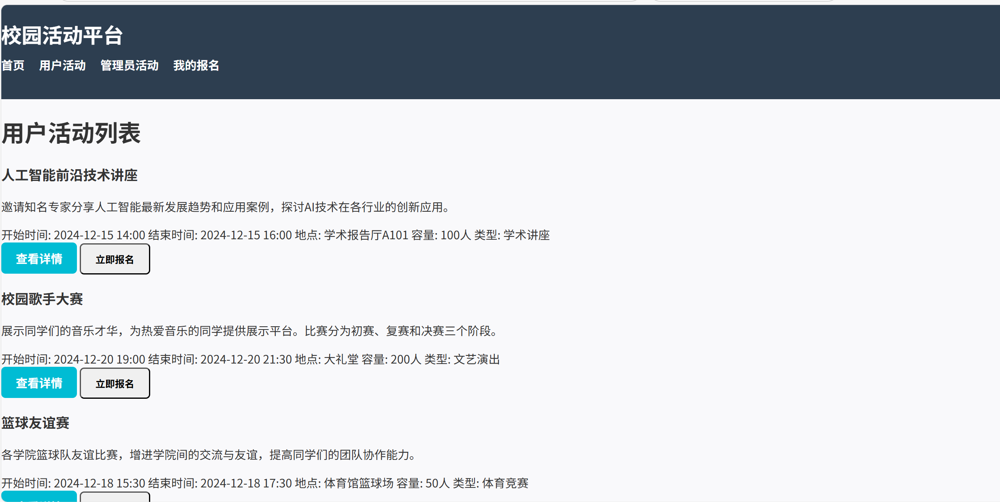 校园活动平台
首页 用户活动 管理员活动 我的报名
用户活动列表
人工智能前沿技术讲座
邀请知名专家分享人工智能最新发展趋势和应用案例，探讨AI技术在各行业的创新应用。
开始时间: 2024-12-15 14:00 结束时间: 2024-12-15 16:00 地点: 学术报告厅A101 容量: 100人 类型: 学术讲座
查看详情 立即报名
校园歌手大赛
展示同学们的音乐才华，为热爱音乐的同学提供展示平台。比赛分为初赛、复赛和决赛三个阶段。
开始时间: 2024-12-20 19:00 结束时间: 2024-12-20 21:30 地点: 大礼堂 容量: 200人 类型: 文艺演出
查看详情 立即报名
篮球友谊赛
各学院篮球队友谊比赛，增进学院间的交流与友谊，提高同学们的团队协作能力。
开始时间: 2024-12-18 15:30 结束时间: 2024-12-18 17:30 地点: 体育馆篮球场 容量: 50人 类型: 体育竞赛